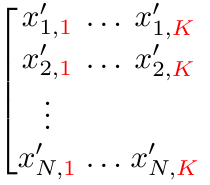 x′1,1 … x′1,K
x′2,1 … x′2,K
⋮
x′N,1 … x′N,K